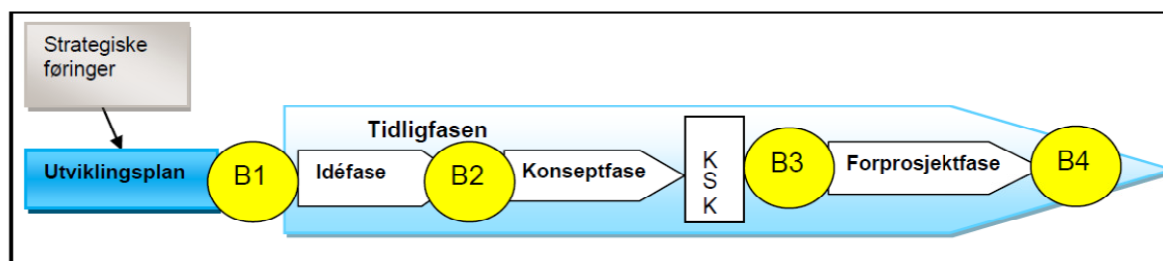 Strategiske
føringer
Tidligfasen
Utviklingsplan
B1
Idéfase
B2
Konseptfase
K
S
K
B3
Forprosjektfase
B4